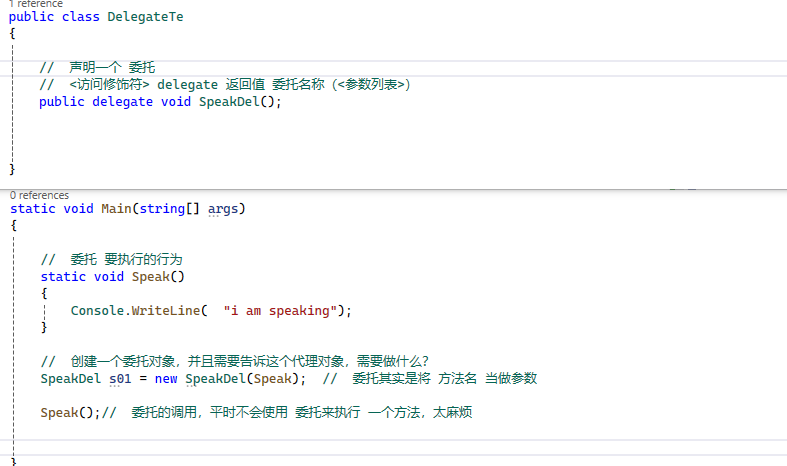 1 reference
public class DelegateTe
{
// 声明一个 委托
// <访问修饰符> delegate 返回值 委托名称（<参数列表>）
public delegate void SpeakDel();
}
0 references
static void Main(string[] args)
{
// 委托 要执行的行为
static void Speak()
{
Console.WriteLine( "i am speaking");
}
// 创建一个委托对象，并且需要告诉这个代理对象，需要做什么？
SpeakDel s01 = new SpeakDel(Speak); // 委托其实是将 方法名 当做参数
Speak();// 委托的调用，平时不会使用 委托来执行 一个方法，太麻烦
}